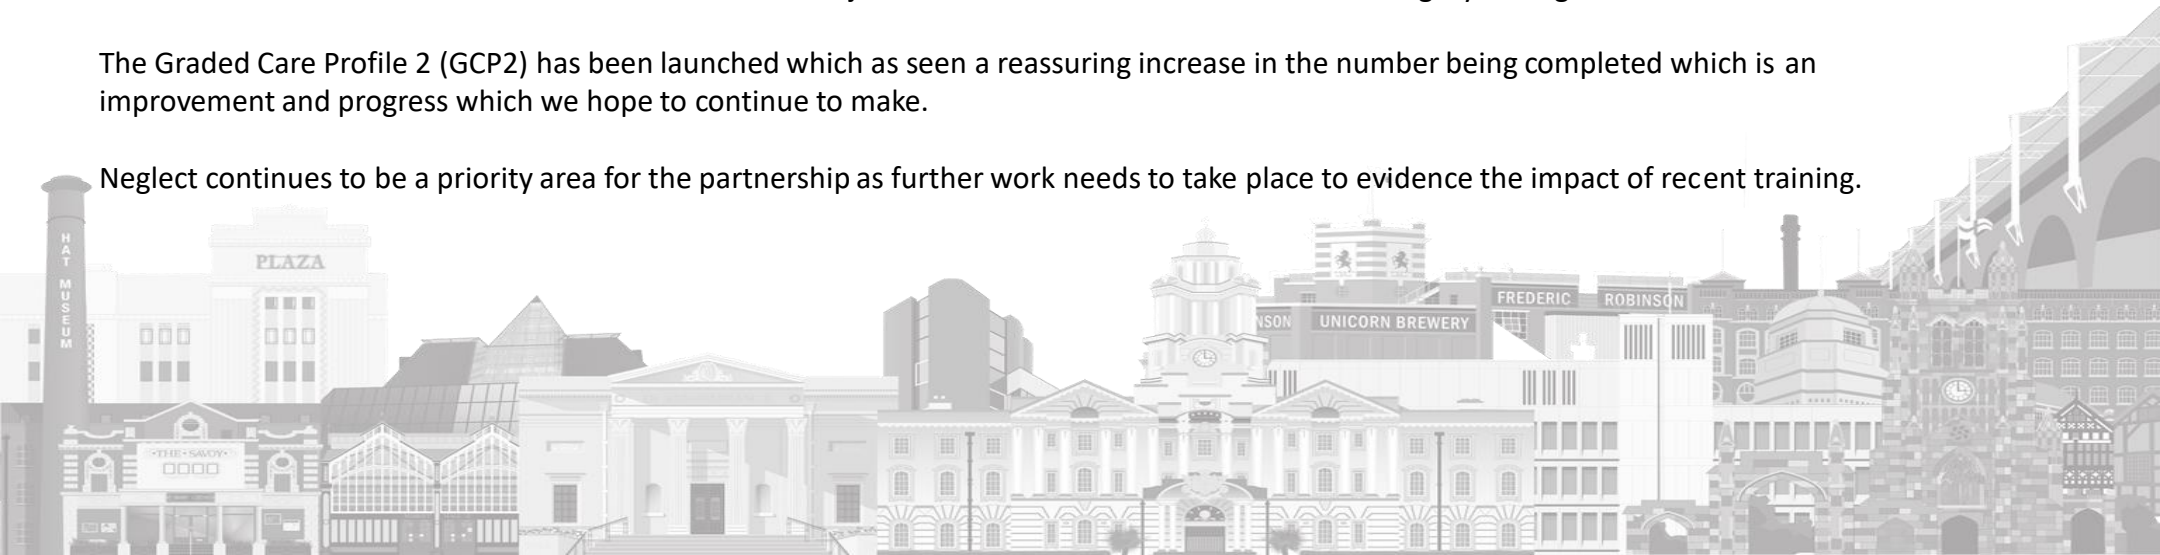 The Graded Care Profile 2 (GCP2) has been launched which as seen a reassuring increase in the number being completed which is an
improvement and progress which we hope to continue to make.
Neglect continues to be a priority area for the partnership as further work needs to take place to evidence the impact of recent training.
HAT MUSEUM
PLAZA
FREDERIC ROBINSON
NSON UNICORN BREWERY
THE SAVOY